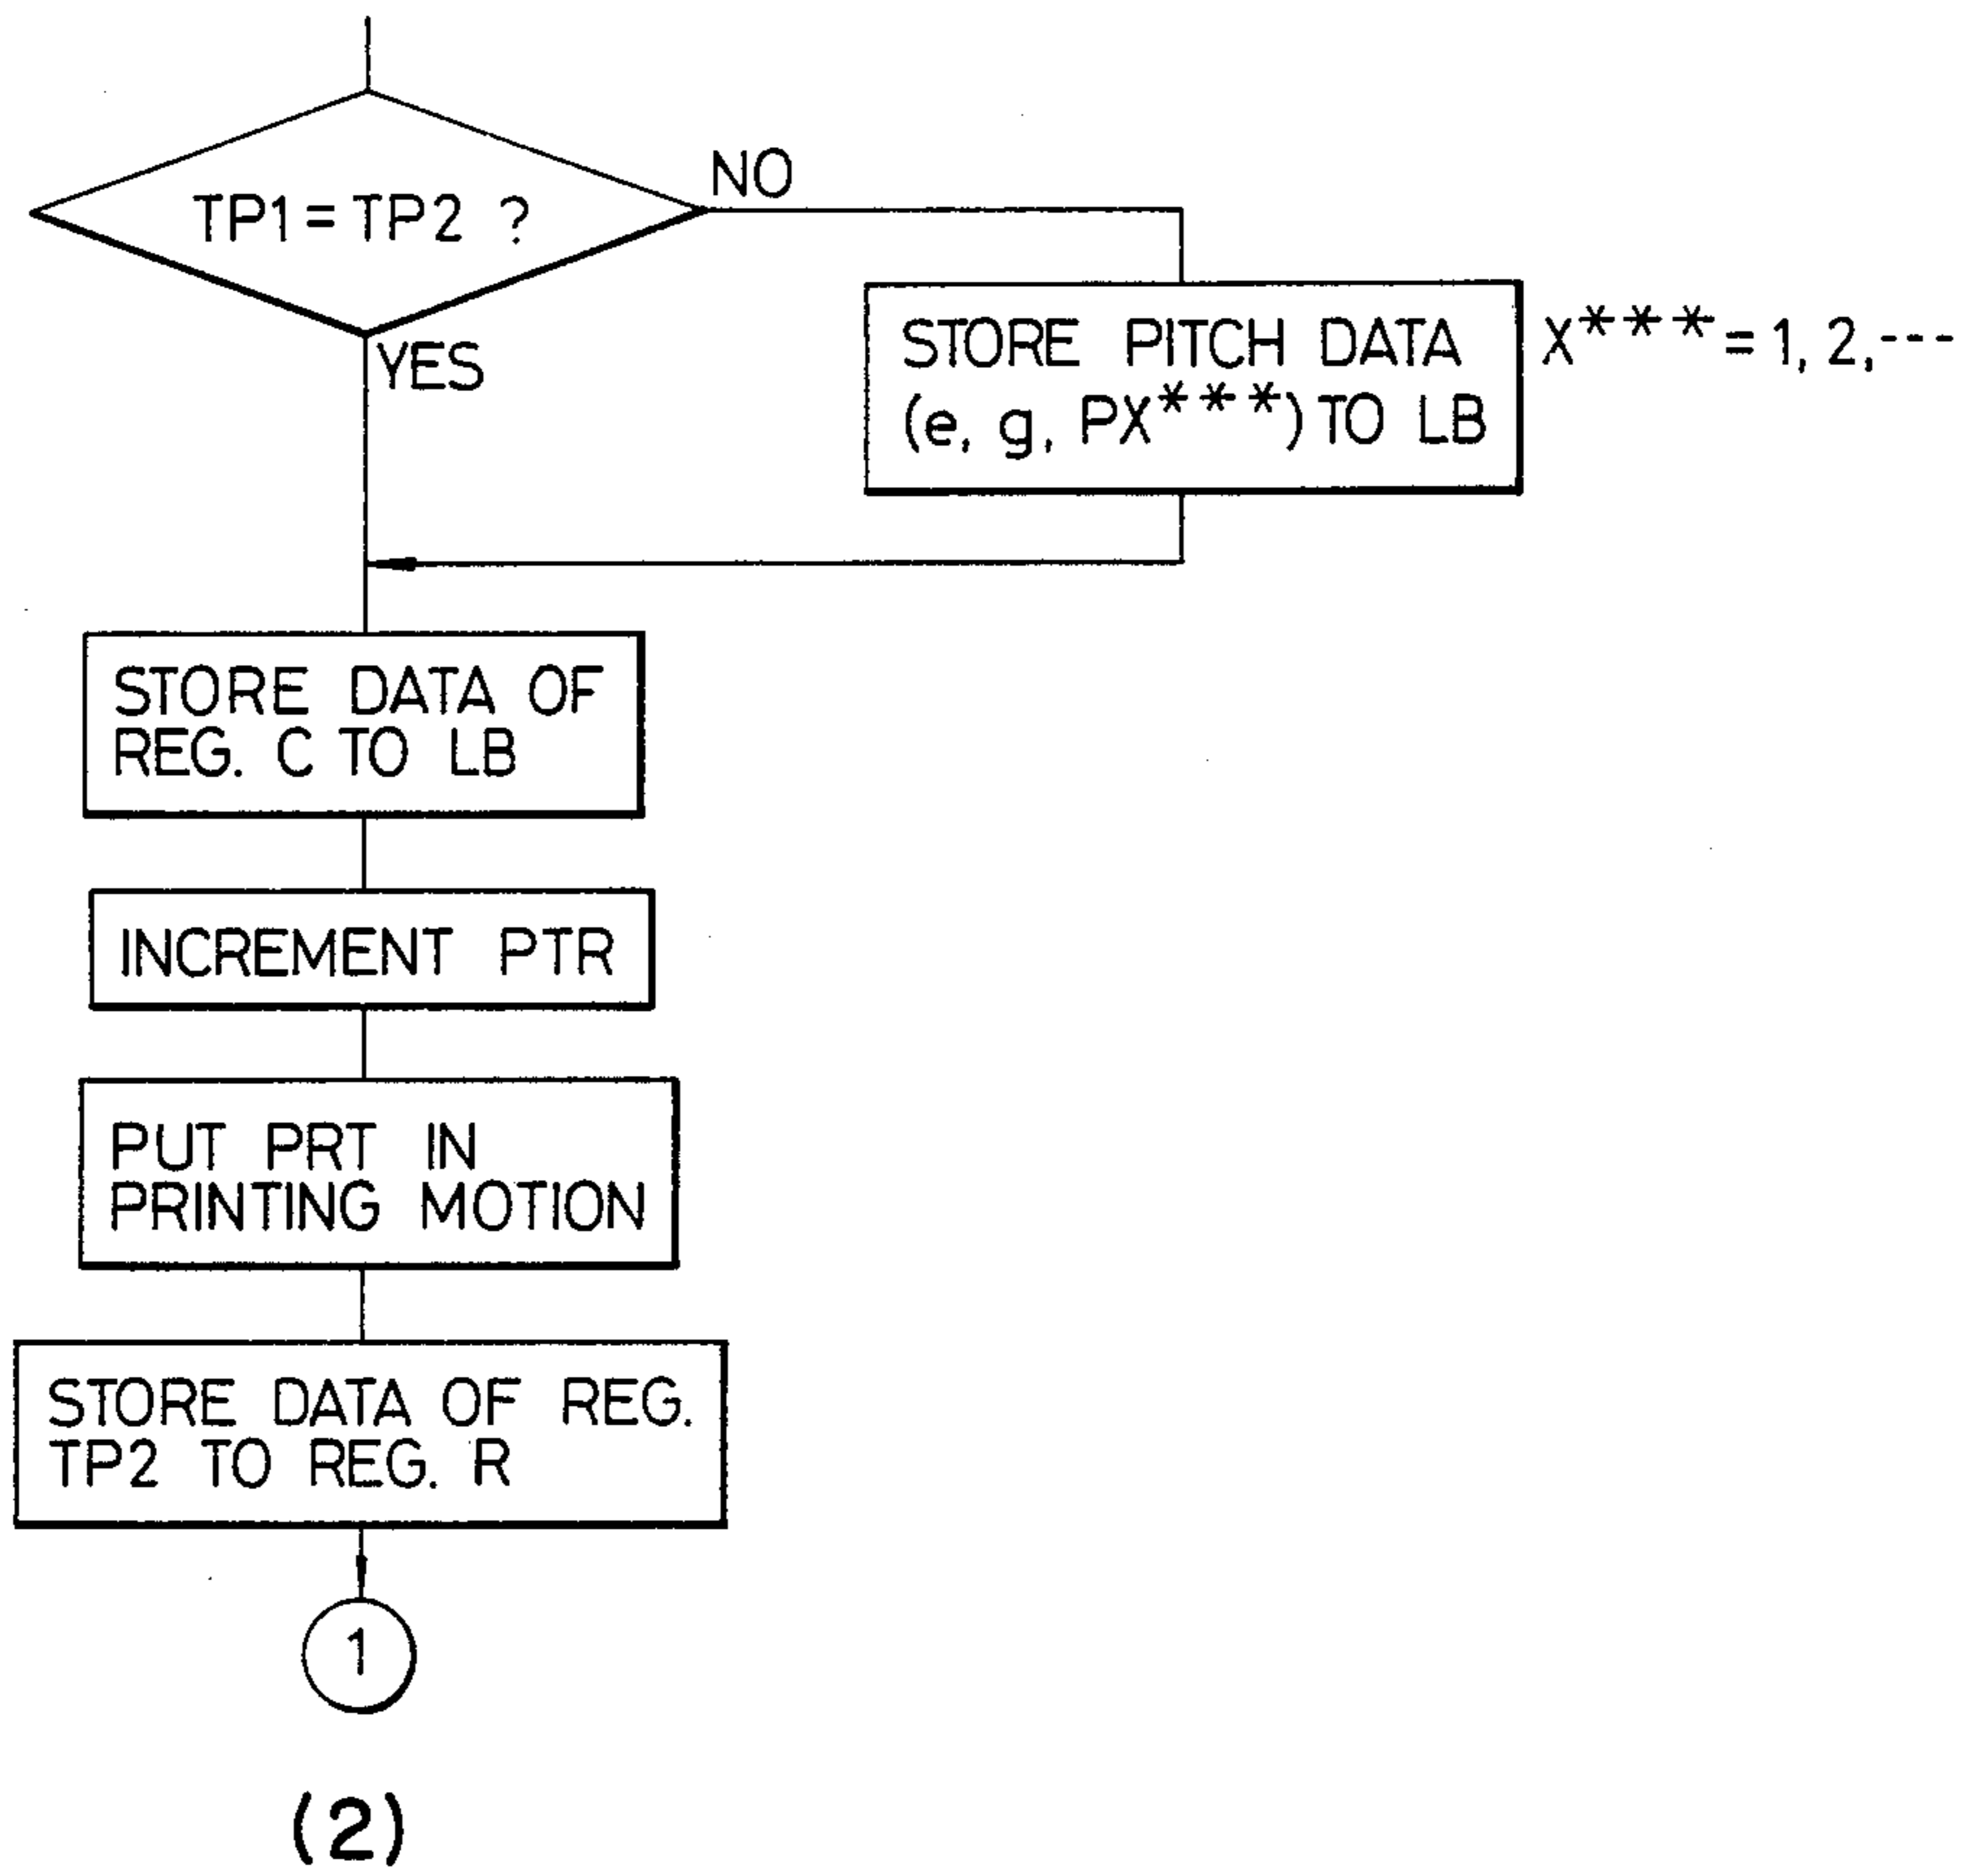 TP1=TP2 ?
NO
YES
STORE PITCH DATA
(e, g, PX***) TO LB
X***=1, 2,---
STORE DATA OF
REG. C TO LB
INCREMENT PTR
PUT PRT IN
PRINTING MOTION
STORE DATA OF REG.
TP2 TO REG. R
1
(2)